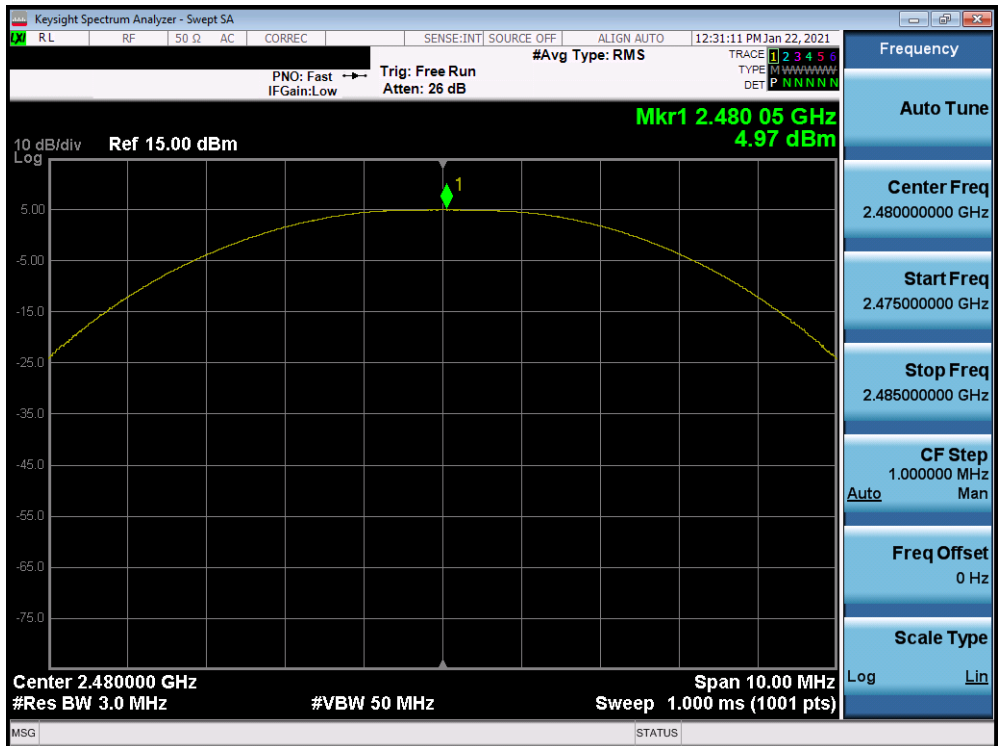 Keysight Spectrum Analyzer - Swept SA
LXI RL RF 50 Ω AC CORREC SENSE:INT SOURCE OFF ALIGN AUTO 12:31:11 PM Jan 22, 2021
#Avg Type: RMS TRACE 1 2 3 4 5 6
PNO: Fast Trig: Free Run TYPE M WWWWW
IFGain:Low Atten: 26 dB DET P N N N N N
Mkr1 2.480 05 GHz
4.97 dBm
10 dB/div Ref 15.00 dBm
Log
1
5.00
-5.00
-15.0
-25.0
-35.0
-45.0
-55.0
-65.0
-75.0
Center 2.480000 GHz Span 10.00 MHz
#Res BW 3.0 MHz #VBW 50 MHz Sweep 1.000 ms (1001 pts)
MSG STATUS
Frequency
Auto Tune
Center Freq
2.480000000 GHz
Start Freq
2.475000000 GHz
Stop Freq
2.485000000 GHz
CF Step
1.000000 MHz
Auto Man
Freq Offset
0 Hz
Scale Type
Log Lin